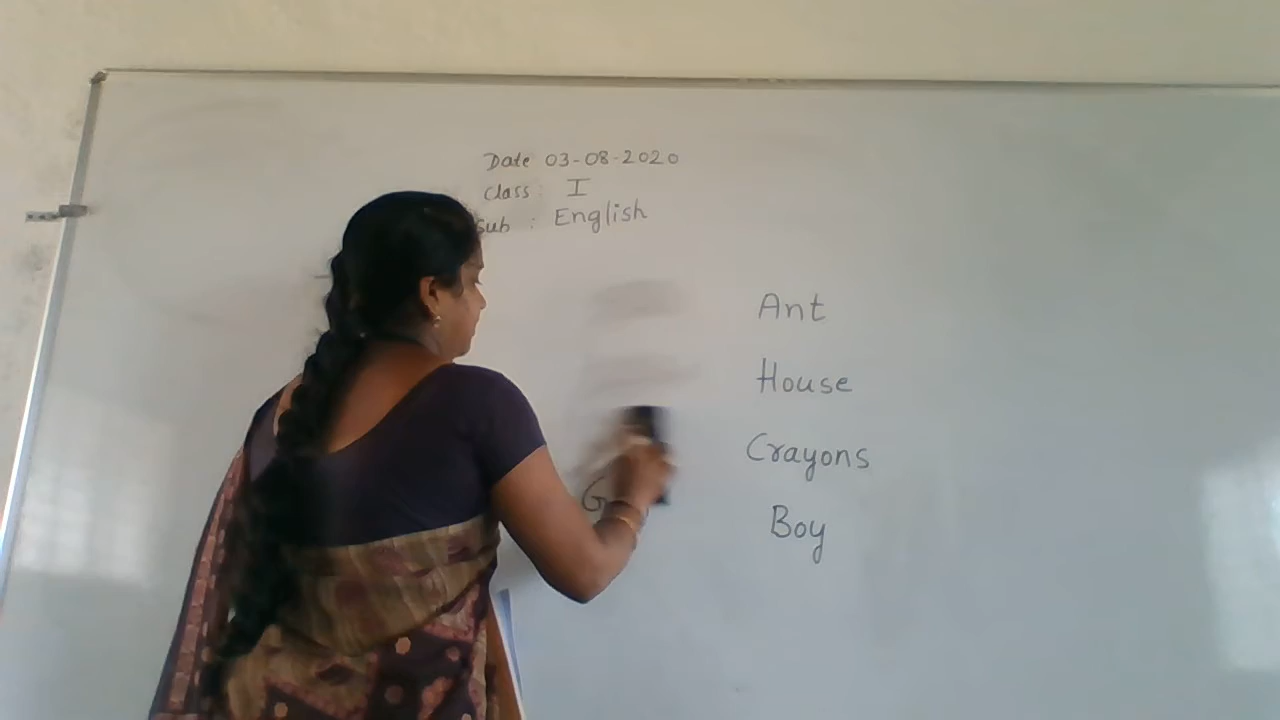 Date 03-08-2020
Class: I
Sub : English
Ant
House
Crayons
G
Boy